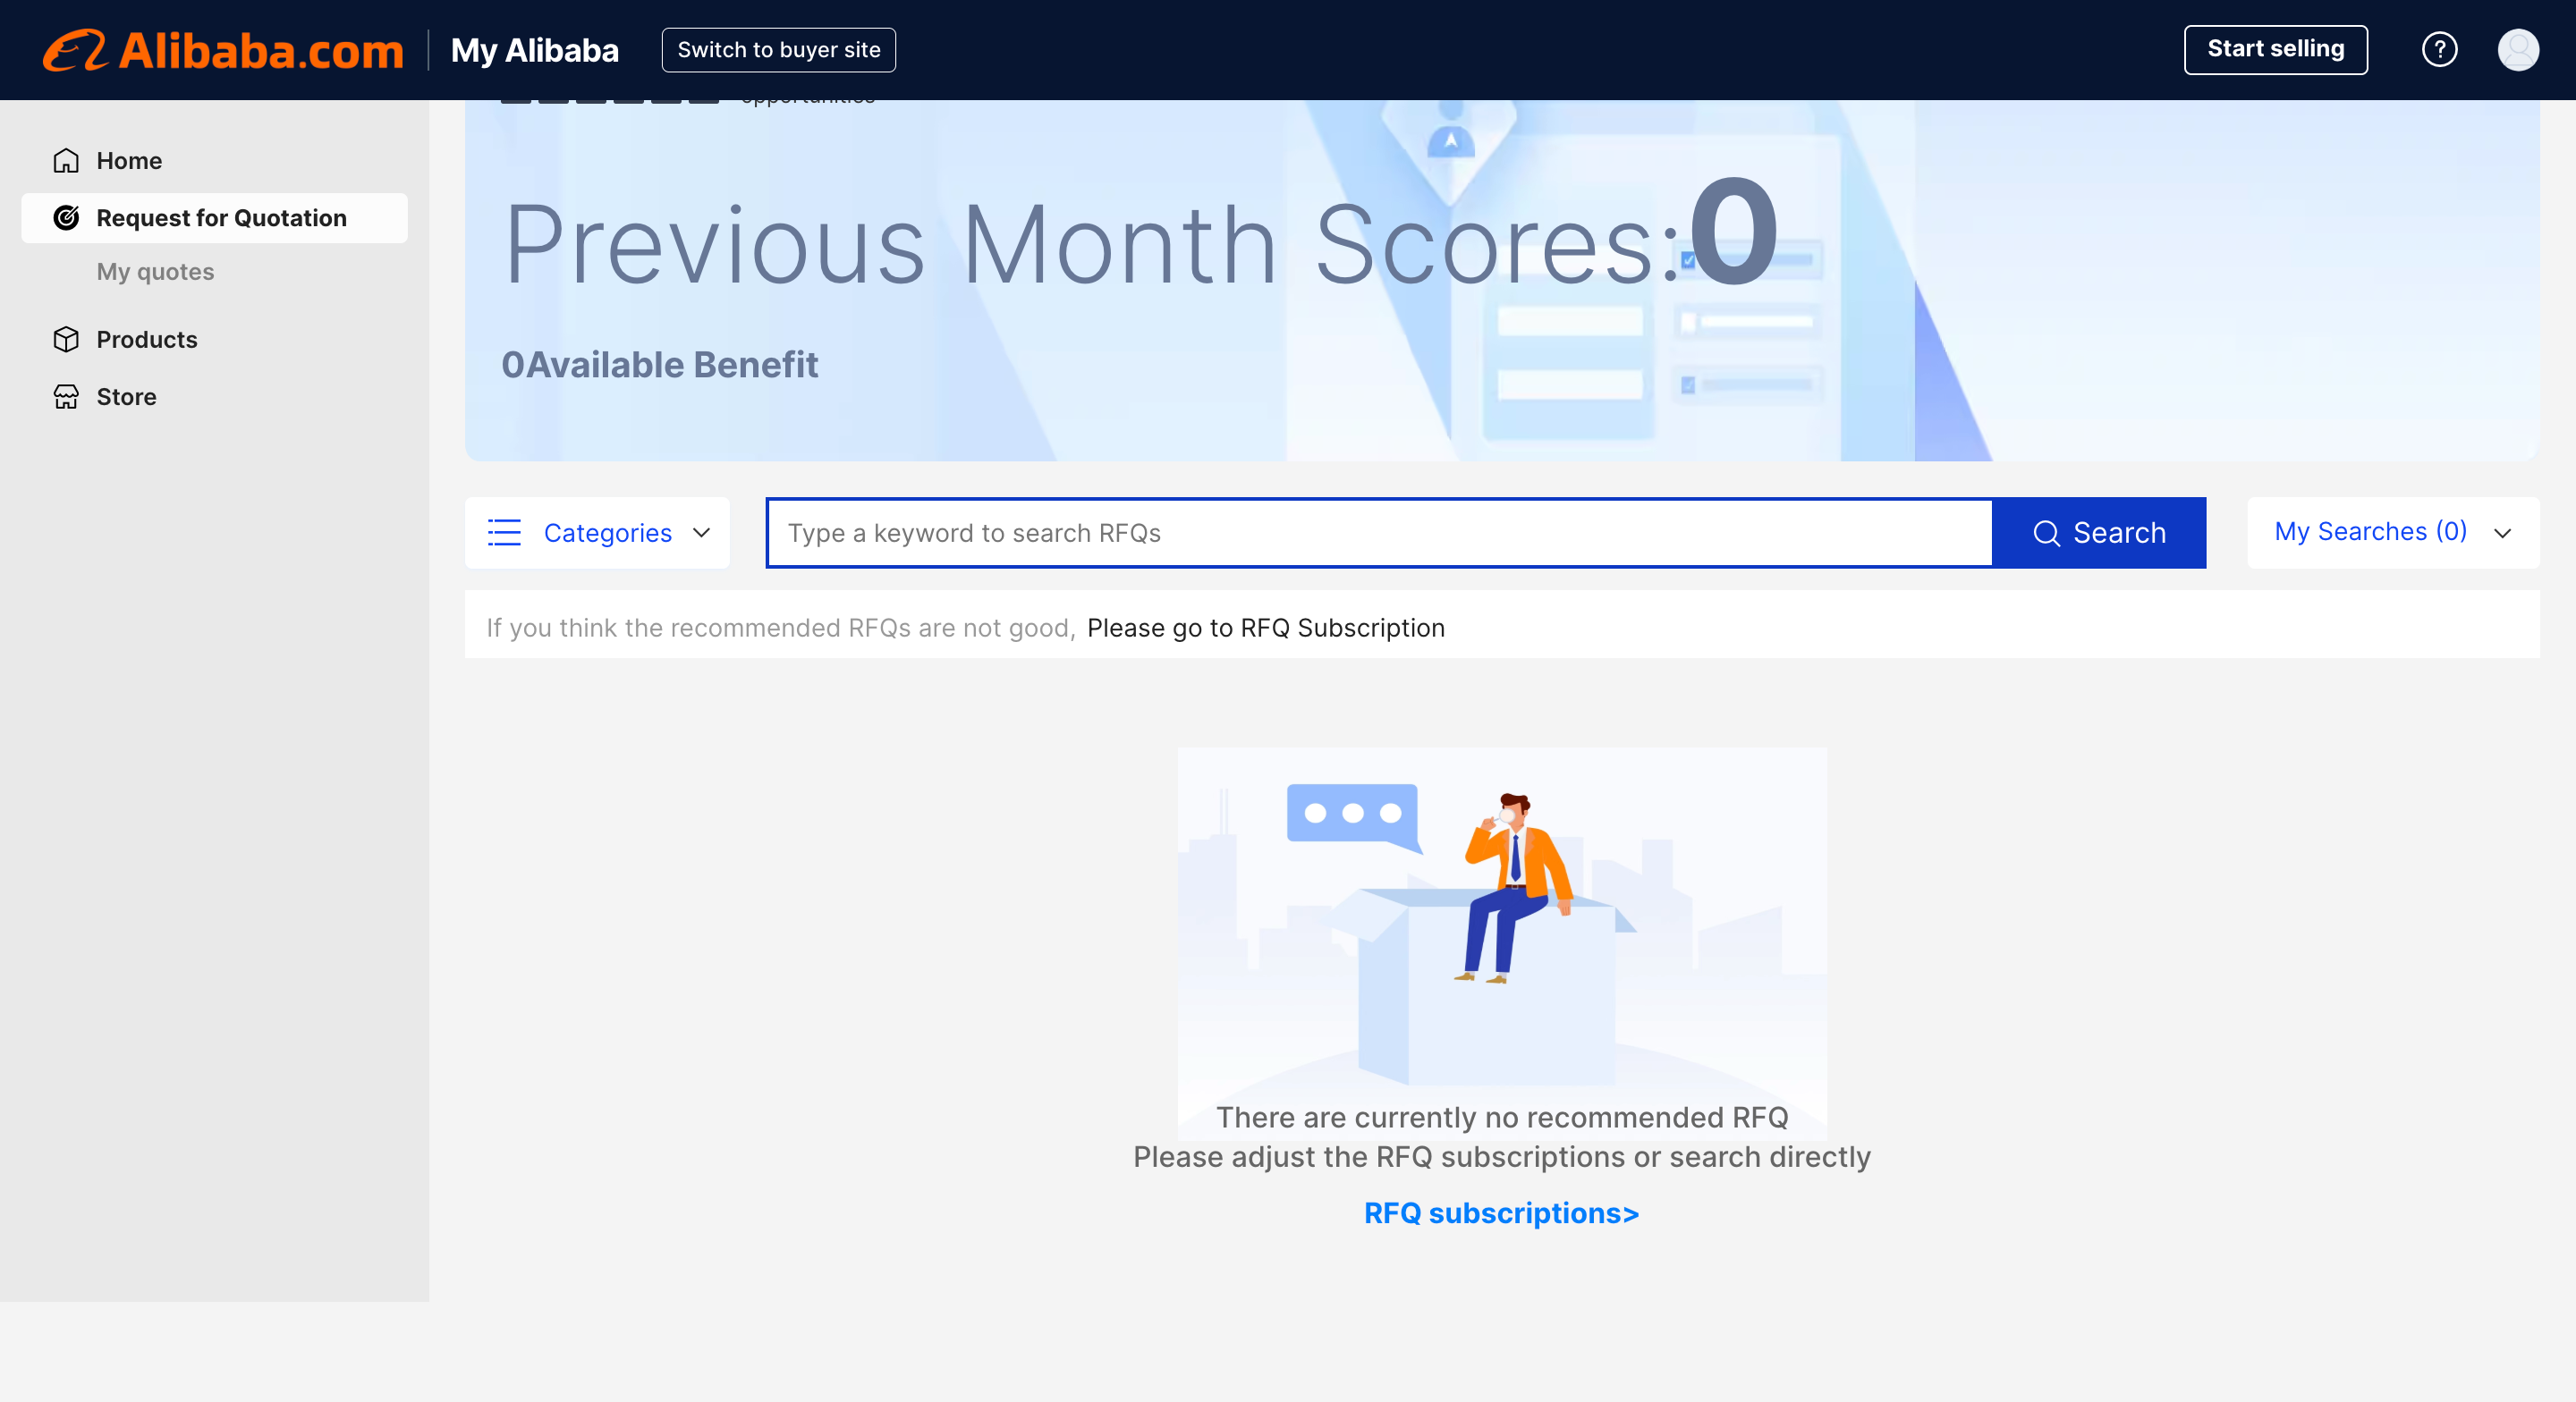 Alibaba.com
My Alibaba
Switch to buyer site
Start selling
?
Home
Request for Quotation
My quotes
Products
Store
opportunities
Previous Month Scores:0
0Available Benefit
Categories
Type a keyword to search RFQs
Search
My Searches (0)
If you think the recommended RFQs are not good, Please go to RFQ Subscription
There are currently no recommended RFQ
Please adjust the RFQ subscriptions or search directly
RFQ subscriptions>